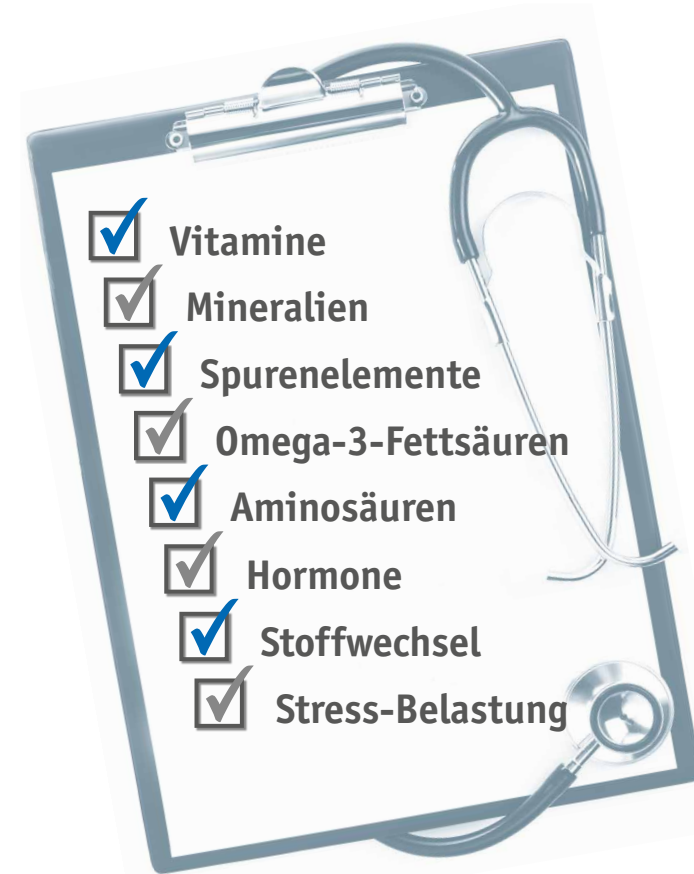 Vitamine
Mineralien
Spurenelemente
Omega-3-Fettsäuren
Aminosäuren
Hormone
Stoffwechsel
Stress-Belastung